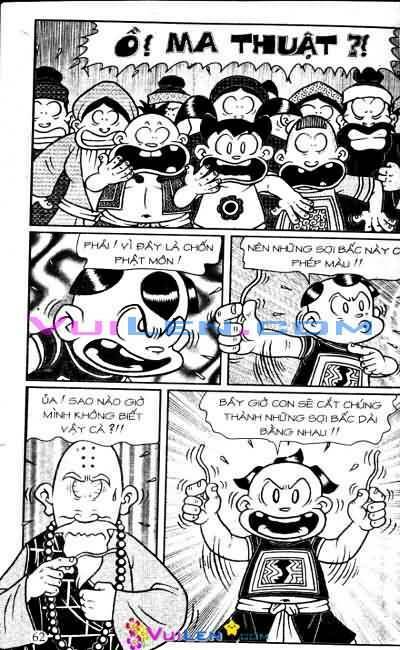 Ồ! MA THUẬT?!
PHẢI! VÌ ĐÂY LÀ CHỐN
PHẬT MÔN!
NÊN NHỮNG SỢI BẤC NÀY C
PHÉP MÀU!!
VUILEN.COM
ỦA! SAO NÀO GIỜ
MÌNH KHÔNG BIẾT
VẬY CÀ?!!
BÂY GIỜ CON SẼ CẮT CHÚNG
THÀNH NHỮNG SỢI BẤC DÀI
BẰNG NHAU!!
62
VUILEN.COM